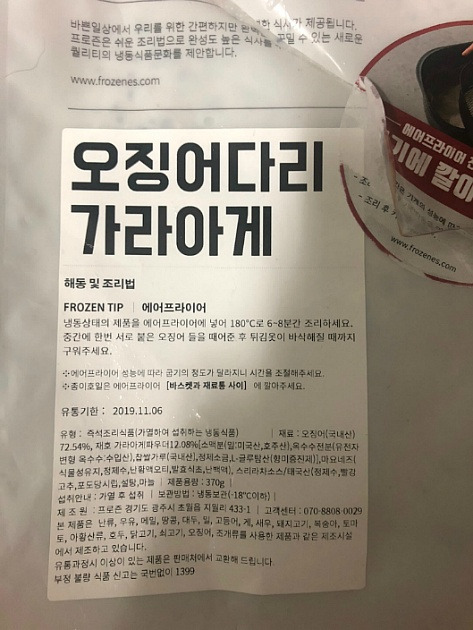 바쁜일상에서 우리를 위한 간편하지만 식사가 제공됩니다.
프로즌은 쉬운 조리법으로 완성도 높은 식사를 꾸밀 수 있는 새로운
퀄리티의 냉동식품문화를 제안합니다.
www.frozenes.com
에어프라이어
- 조리 후
www.frozenes.com
오징어다리
가라아게
해동 및 조리법
FROZEN TIP | 에어프라이어
냉동상태의 제품을 에어프라이어에 넣어 180℃로 6~8분간 조리하세요.
중간에 한번 서로 붙은 오징어 들을 떼어준 후 튀김옷이 바삭해질 때까지
구워주세요.
※에어프라이어 성능에 따라 굽기의 정도가 달라지니 시간을 조절해주세요.
※종이호일은 에어프라이어 [바스켓과 재료통 사이] 에 깔아주세요.
유통기한 : 2019.11.06
유형 : 즉석조리식품(가열하여 섭취하는 냉동식품) | 재료 : 오징어(국내산)
72.54%, 재호 가라아게파우더12.08%[소맥분(밀:미국산,호주산),옥수수전분(유전자
변형 옥수수:수입산),찹쌀가루(국내산),정제소금,L-글루탐산(향미증진제)],마요네즈(
식물성유지,정제수,난황액오티,발효식초,난백액), 스리라차소스/태국산(정제수,빨강
고추,포도당시럽,설탕,마늘 | 제품용량 : 370g |
섭취안내 : 가열 후 섭취 | 보관방법 : 냉동보관(-18℃이하) |
제 조 원 : 프로즌 경기도 광주시 초월읍 지월리 433-1 | 고객센터 : 070-8808-0029
본 제품은 난류, 우유, 메밀, 땅콩, 대두, 밀, 고등어, 게, 새우, 돼지고기, 복숭아, 토마
토, 아황산류, 호두, 닭고기, 쇠고기, 오징어, 조개류를 사용한 제품과 같은 제조시설
에서 제조하고 있습니다.
유통과정시 이상이 있는 제품은 판매처에서 교환해 드립니다.
부정 불량 식품 신고는 국번없이 1399